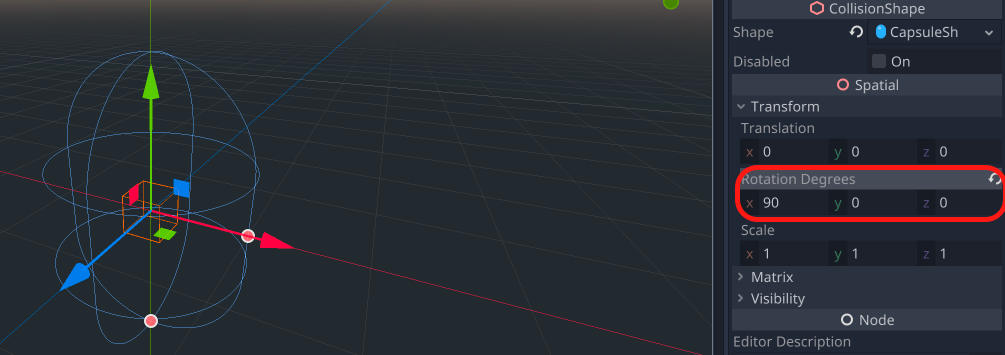 CollisionShape
Shape CapsuleSh
Disabled On
Spatial
Transform
Translation
x 0 y 0 z 0
Rotation Degrees
x 90 y 0 z 0
Scale
x 1 y 1 z 1
Matrix
Visibility
Node
Editor Description